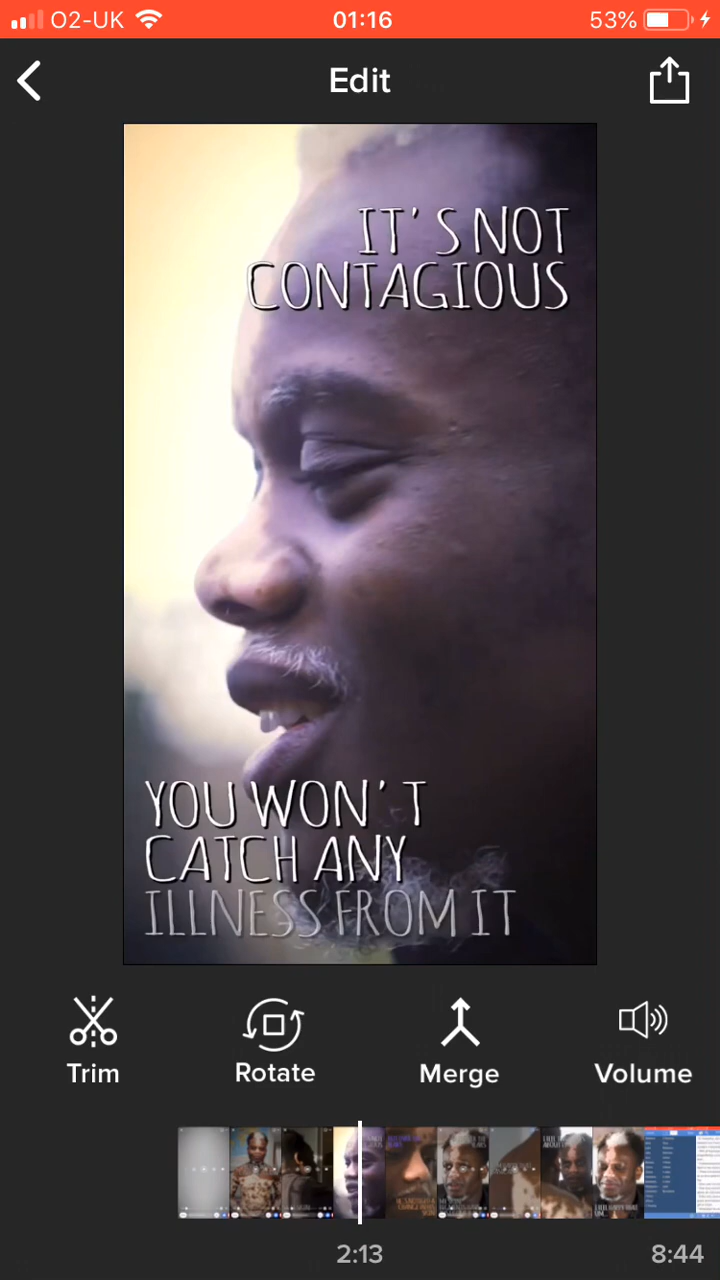 O2-UK 01:16 53%
Edit
IT'S NOT
CONTAGIOUS
YOU WON'T
CATCH ANY
ILLNESS FROM IT
Trim Rotate Merge Volume
2:13 8:44